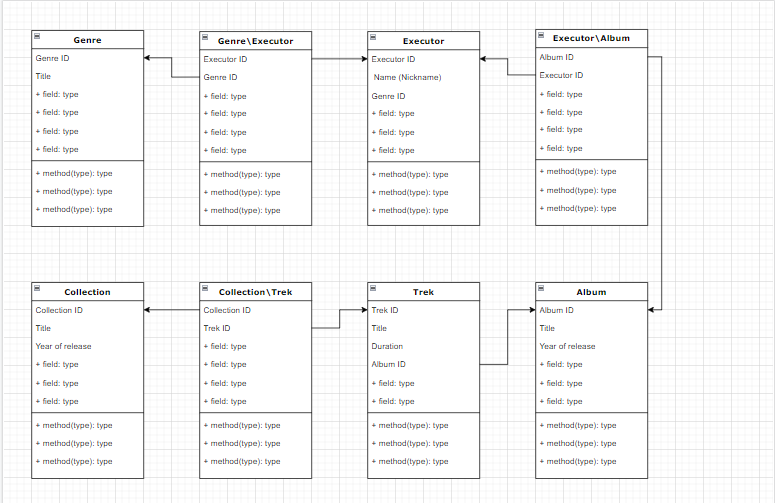 Genre
Genre ID
Title
+ field: type
+ field: type
+ field: type
+ field: type
+ method(type): type
+ method(type): type
+ method(type): type
Genre\Executor
Executor ID
Genre ID
+ field: type
+ field: type
+ field: type
+ field: type
+ method(type): type
+ method(type): type
+ method(type): type
Executor
Executor ID
Name (Nickname)
Genre ID
+ field: type
+ field: type
+ field: type
+ method(type): type
+ method(type): type
+ method(type): type
Executor\Album
Album ID
Executor ID
+ field: type
+ field: type
+ field: type
+ field: type
+ method(type): type
+ method(type): type
+ method(type): type
Collection
Collection ID
Title
Year of release
+ field: type
+ field: type
+ field: type
+ method(type): type
+ method(type): type
+ method(type): type
Collection\Trek
Collection ID
Trek ID
+ field: type
+ field: type
+ field: type
+ field: type
+ method(type): type
+ method(type): type
+ method(type): type
Trek
Trek ID
Title
Duration
Album ID
+ field: type
+ field: type
+ method(type): type
+ method(type): type
+ method(type): type
Album
Album ID
Title
Year of release
+ field: type
+ field: type
+ field: type
+ method(type): type
+ method(type): type
+ method(type): type